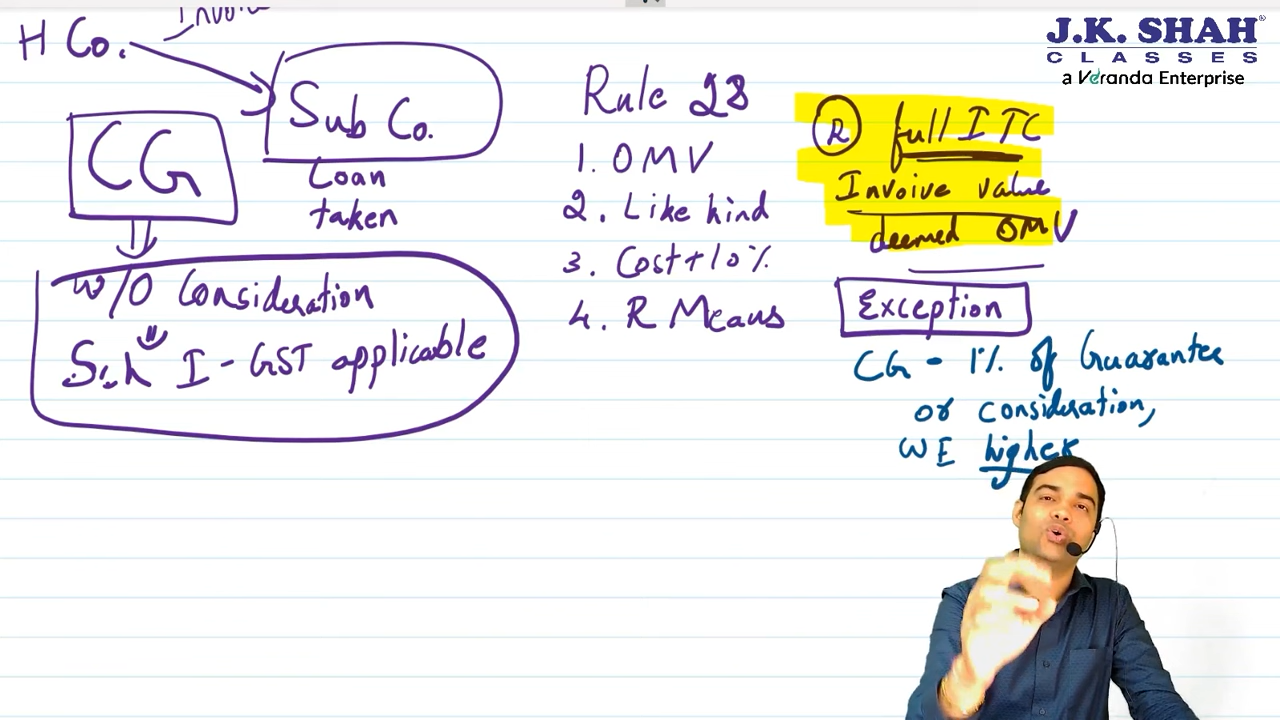 Invoice
H Co.
Sub Co.
CG
Loan
taken
W/O Consideration
Sch I - GST applicable
Rule 28
1. OMV
2. Like kind
3. Cost+10%
4. R Means
J.K. SHAH®
CLASSES
a Veranda Enterprise
R full ITC
Invoive value
deemed OMV
Exception
CG - 1% of Guarantee
or consideration,
WE higher